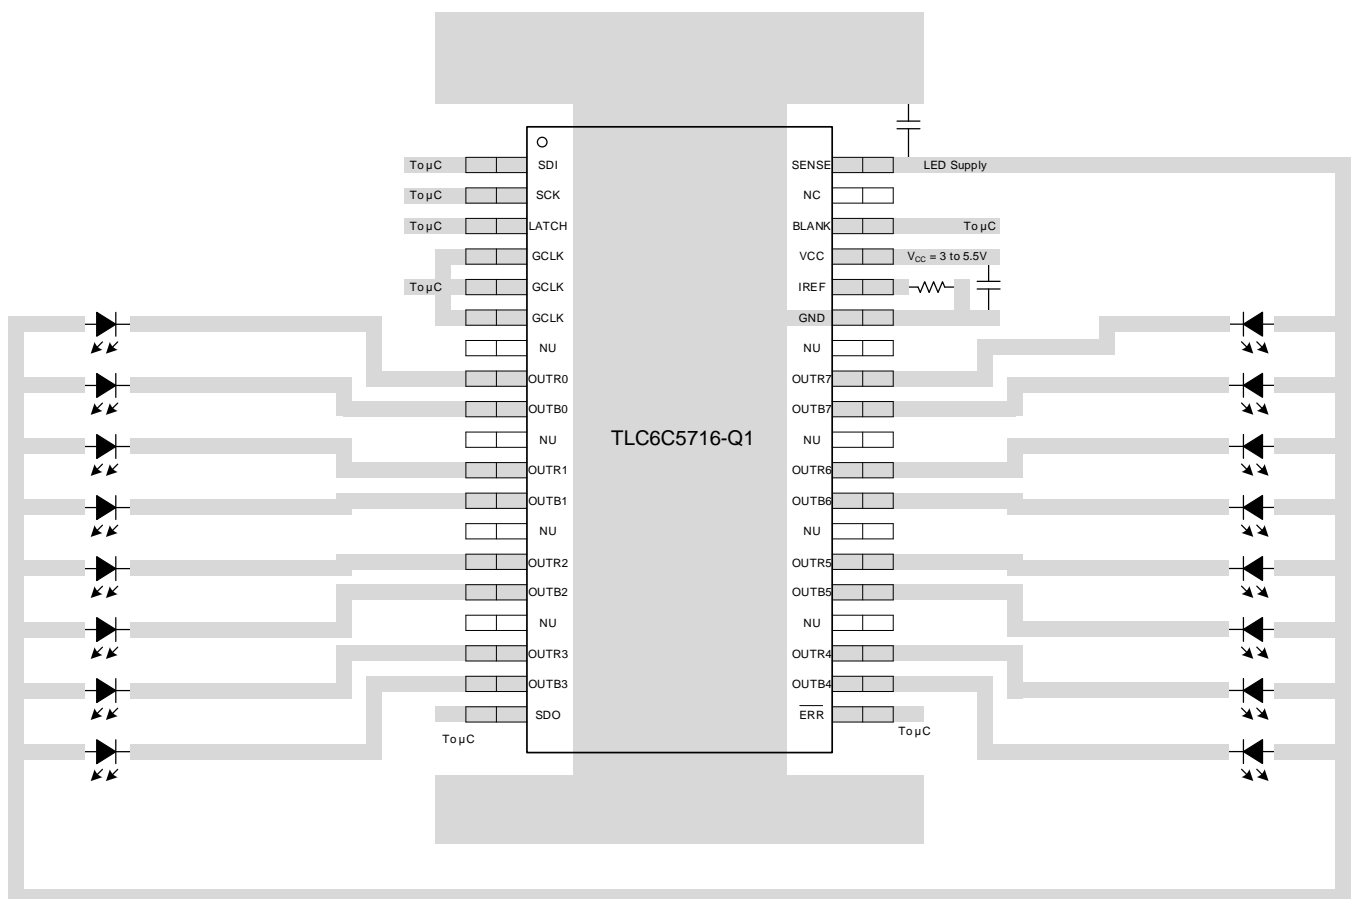 SDI
SCK
LATCH
GCLK
GCLK
GCLK
NU
OUTR0
OUTB0
NU
OUTR1
OUTB1
NU
OUTR2
OUTB2
NU
OUTR3
OUTB3
SDO
To µC
To µC
To µC
To µC
To µC
TLC6C5716-Q1
SENSE
NC
BLANK
VCC
IREF
GND
NU
OUTR7
OUTB7
NU
OUTR6
OUTB6
NU
OUTR5
OUTB5
NU
OUTR4
OUTB4
ERR
LED Supply
To µC
VCC = 3 to 5.5V
To µC